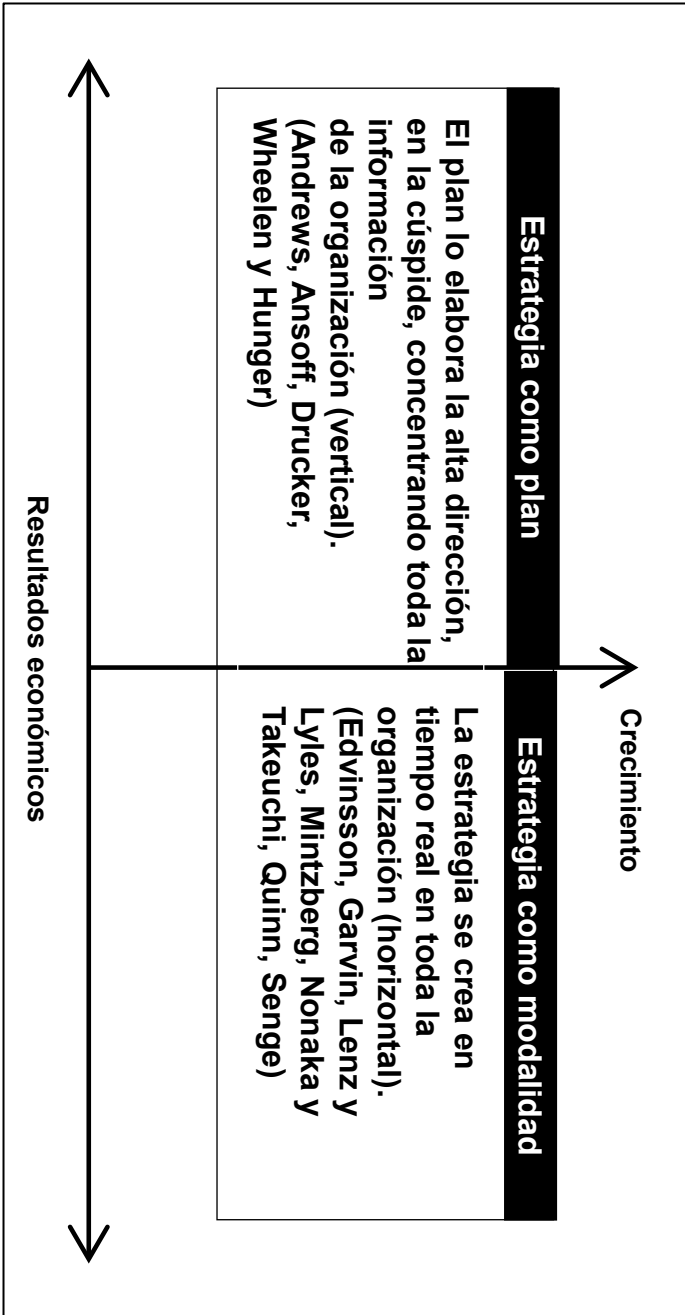 Crecimiento
Estrategia como plan
El plan lo elabora la alta dirección,
en la cúspide, concentrando toda la
información
de la organización (vertical).
(Andrews, Ansoff, Drucker,
Wheelen y Hunger)
Estrategia como modalidad
La estrategia se crea en
tiempo real en toda la
organización (horizontal).
(Edvinsson, Garvin, Lenz y
Lyles, Mintzberg, Nonaka y
Takeuchi, Quinn, Senge)
Resultados económicos